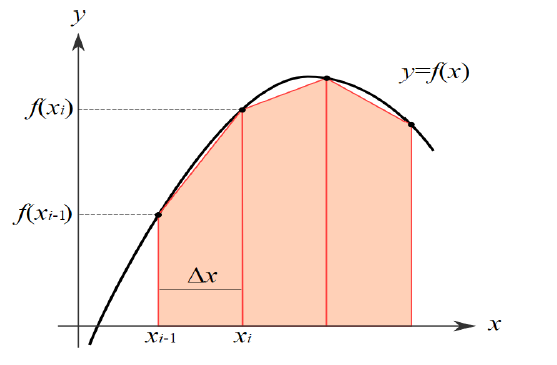 y
y=f(x)
f(xi)
f(xi-1)
Δx
xi-1 xi
x